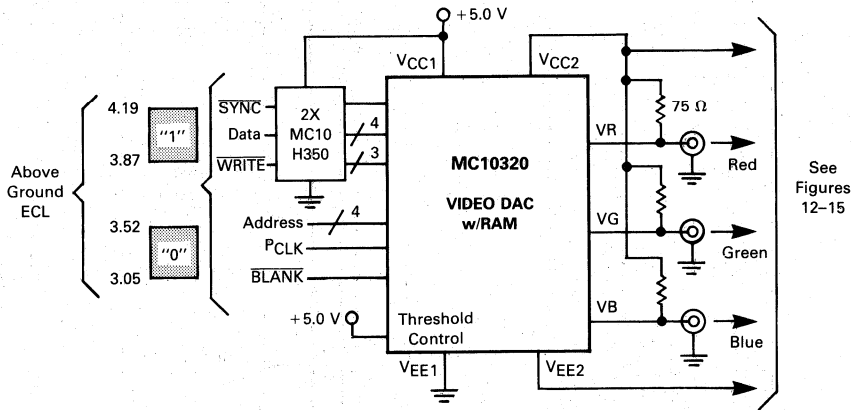 +5.0 V
VCC1
VCC2
SYNC
Data
WRITE
2X
MC10
H350
4
3
4.19
"1"
3.87
Above
Ground
ECL
3.52
"0"
3.05
Address
4
PCLK
BLANK
+5.0 V
Threshold
Control
MC10320
VIDEO DAC
w/RAM
VR
VG
VB
75 Ω
Red
Green
Blue
See
Figures
12–15
VEE1
VEE2